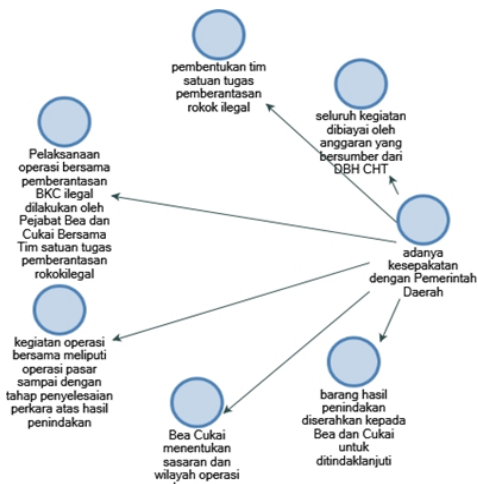 pembentukan tim
satuan tugas
pemberantasan
rokok ilegal
seluruh kegiatan
dibiayai oleh
anggaran yang
bersumber dari
DBH CHT
Pelaksanaan
operasi bersama
pemberantasan
BKC ilegal
dilakukan oleh
Pejabat Bea dan
Cukai Bersama
Tim satuan tugas
pemberantasan
rokokilegal
adanya
kesepakatan
dengan Pemerintah
Daerah
kegiatan operasi
bersama meliputi
operasi pasar
sampai dengan
tahap penyelesaian
perkara atas hasil
penindakan
barang hasil
penindakan
diserahkan kepada
Bea dan Cukai
untuk
ditindaklanjuti
Bea Cukai
menentukan
sasaran dan
wilayah operasi